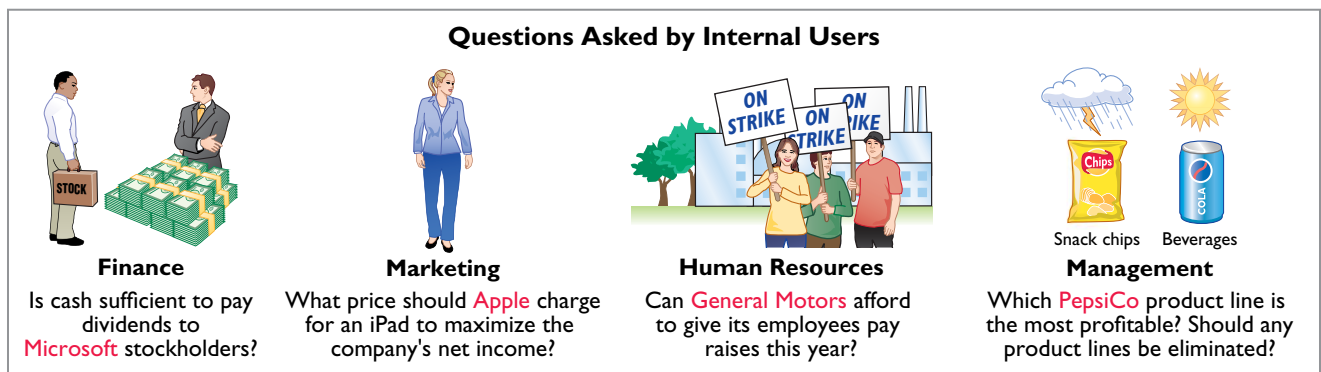 Questions Asked by Internal Users
STOCK
ON
STRIKE
ON
STRIKE
ON
IKE
Chips
COLA
Snack chips
Beverages
Finance
Is cash sufficient to pay
dividends to
Microsoft stockholders?
Marketing
What price should Apple charge
for an iPad to maximize the
company's net income?
Human Resources
Can General Motors afford
to give its employees pay
raises this year?
Management
Which PepsiCo product line is
the most profitable? Should any
product lines be eliminated?